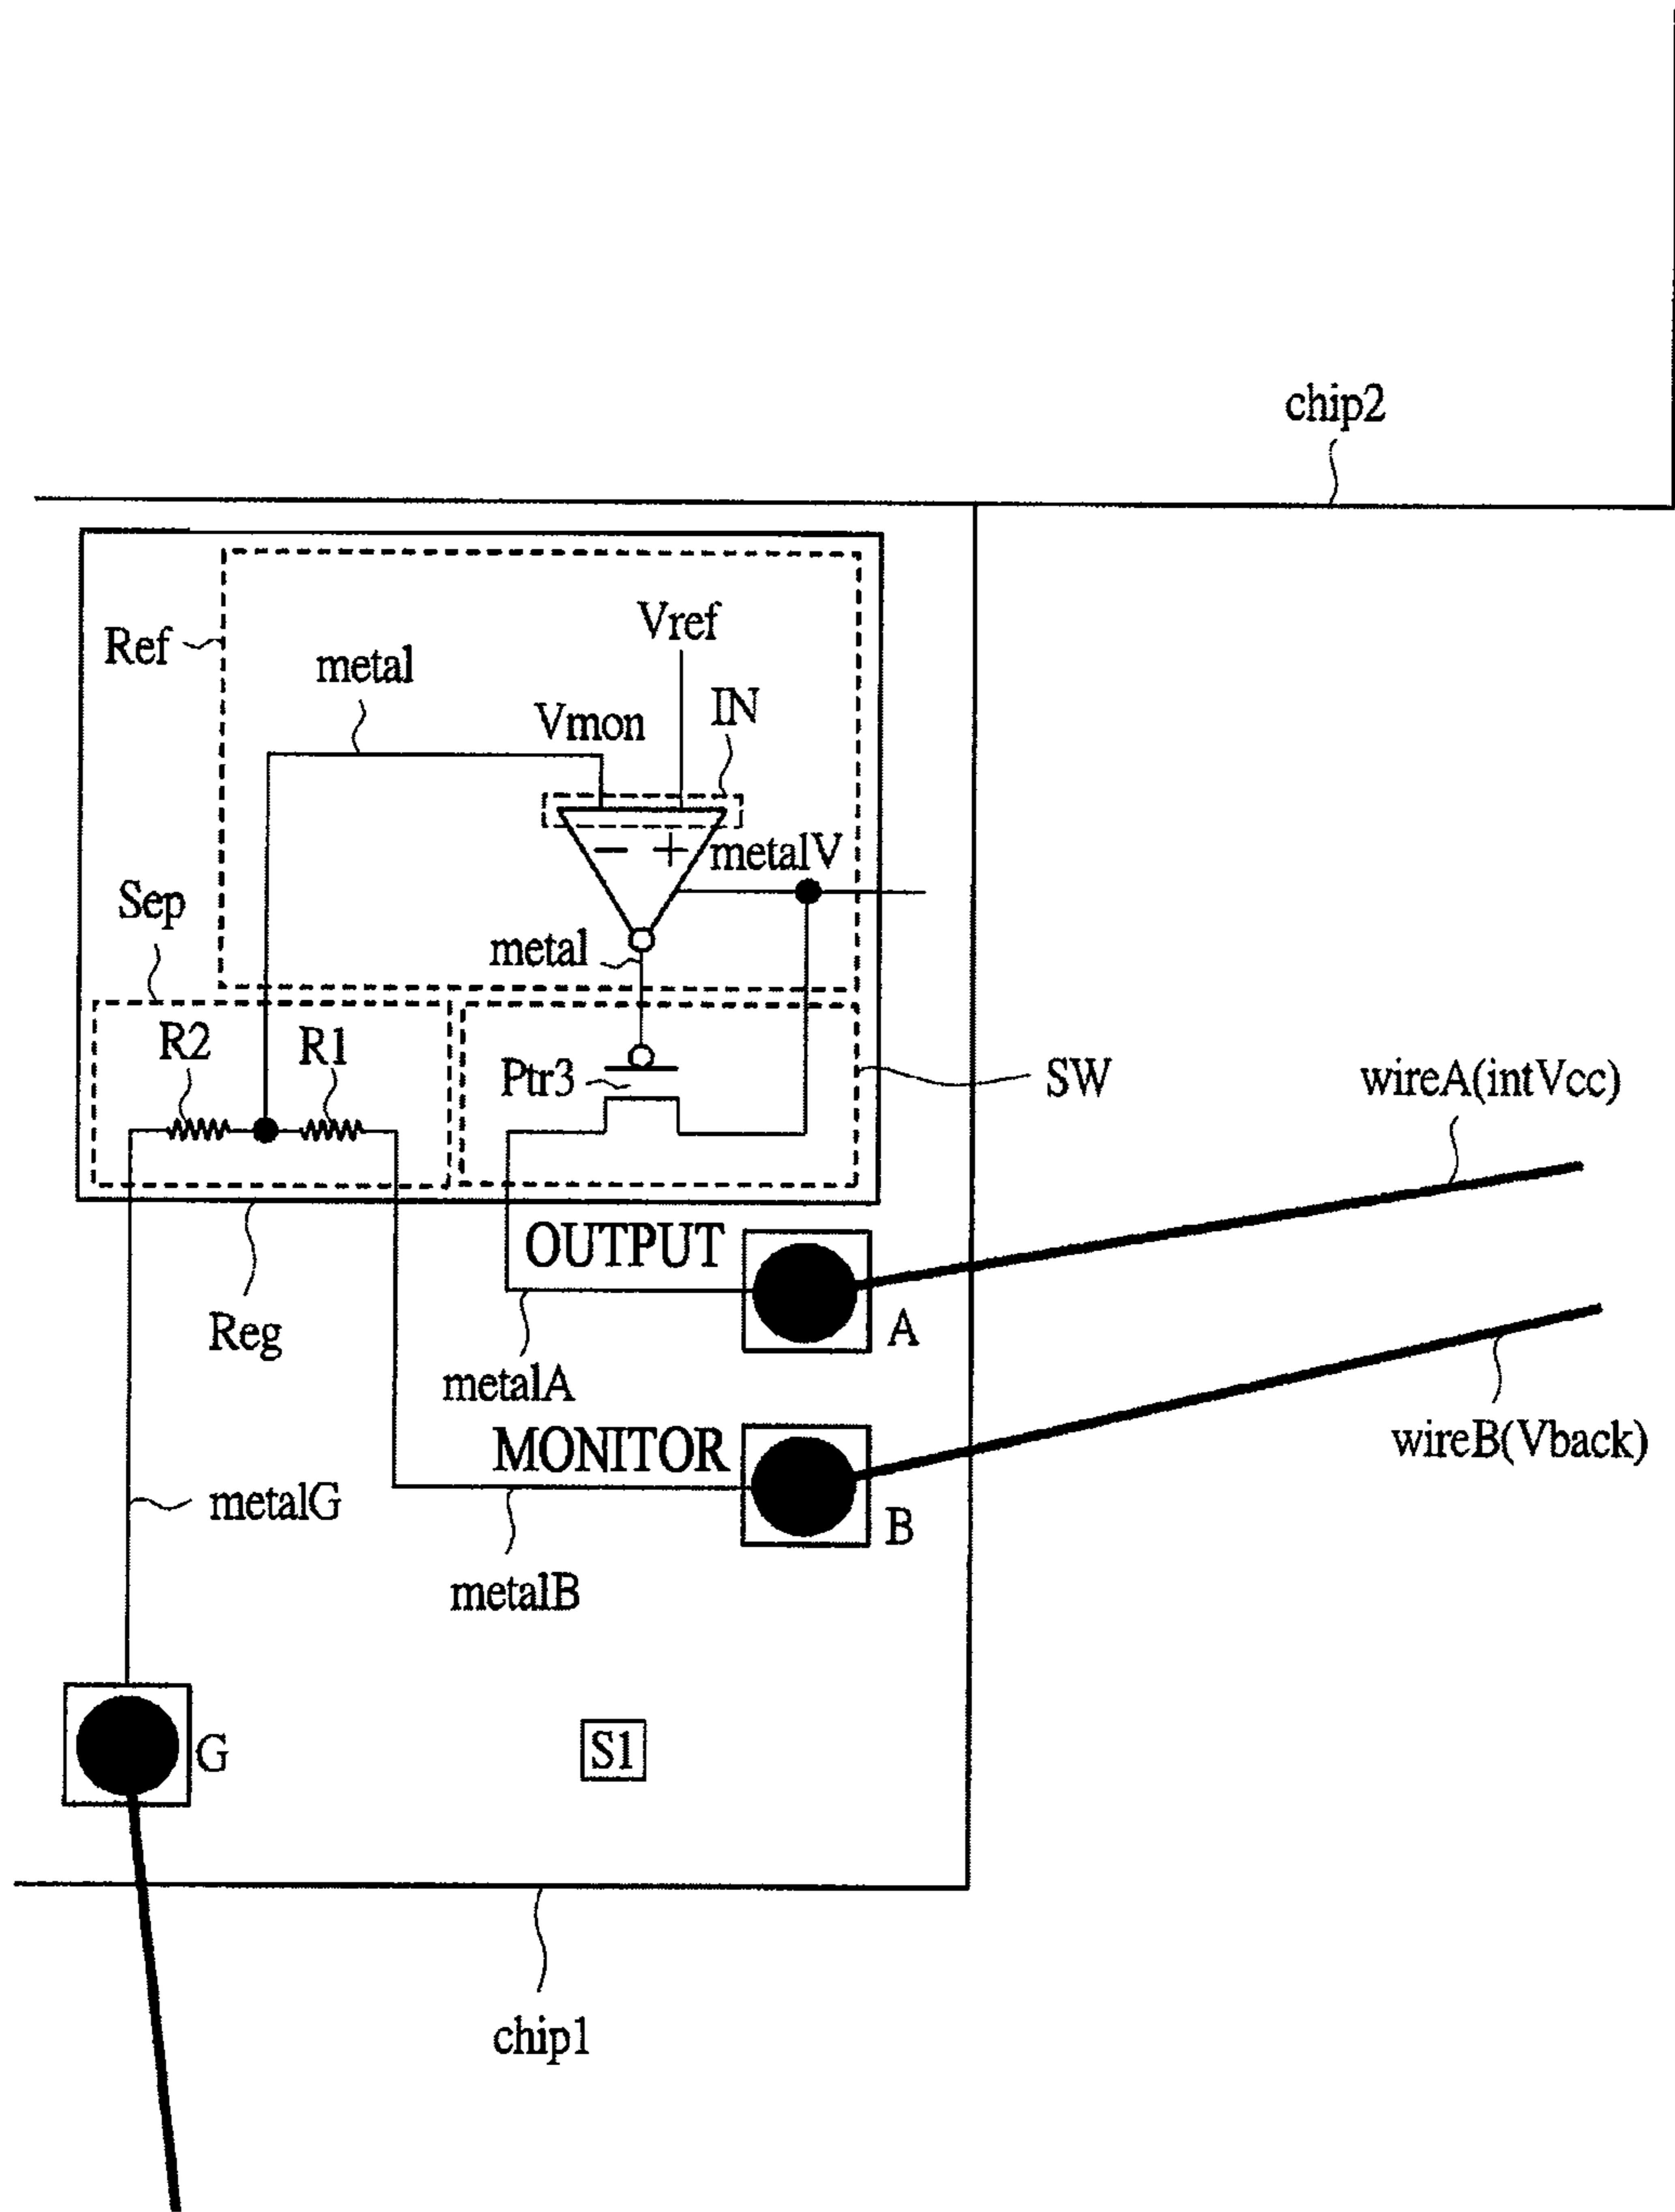 chip2
Ref
Vref
metal
IN
Vmon
− +
metalV
Sep
metal
R2
R1
Ptr3
SW
wireA(intVcc)
OUTPUT
A
Reg
metalA
MONITOR
wireB(Vback)
metalG
B
metalB
G
S1
chip1